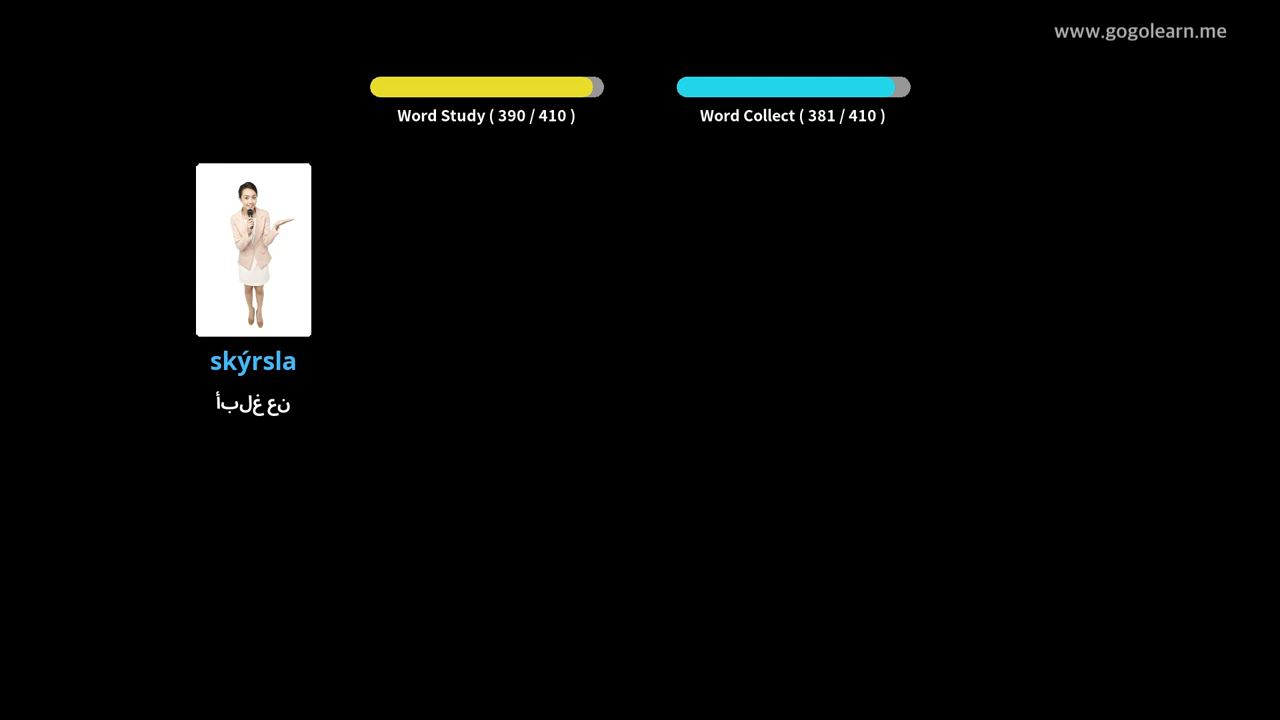 www.gogolearn.me
Word Study ( 390 / 410 )
Word Collect ( 381 / 410 )
skýrsla
أبلغ عن